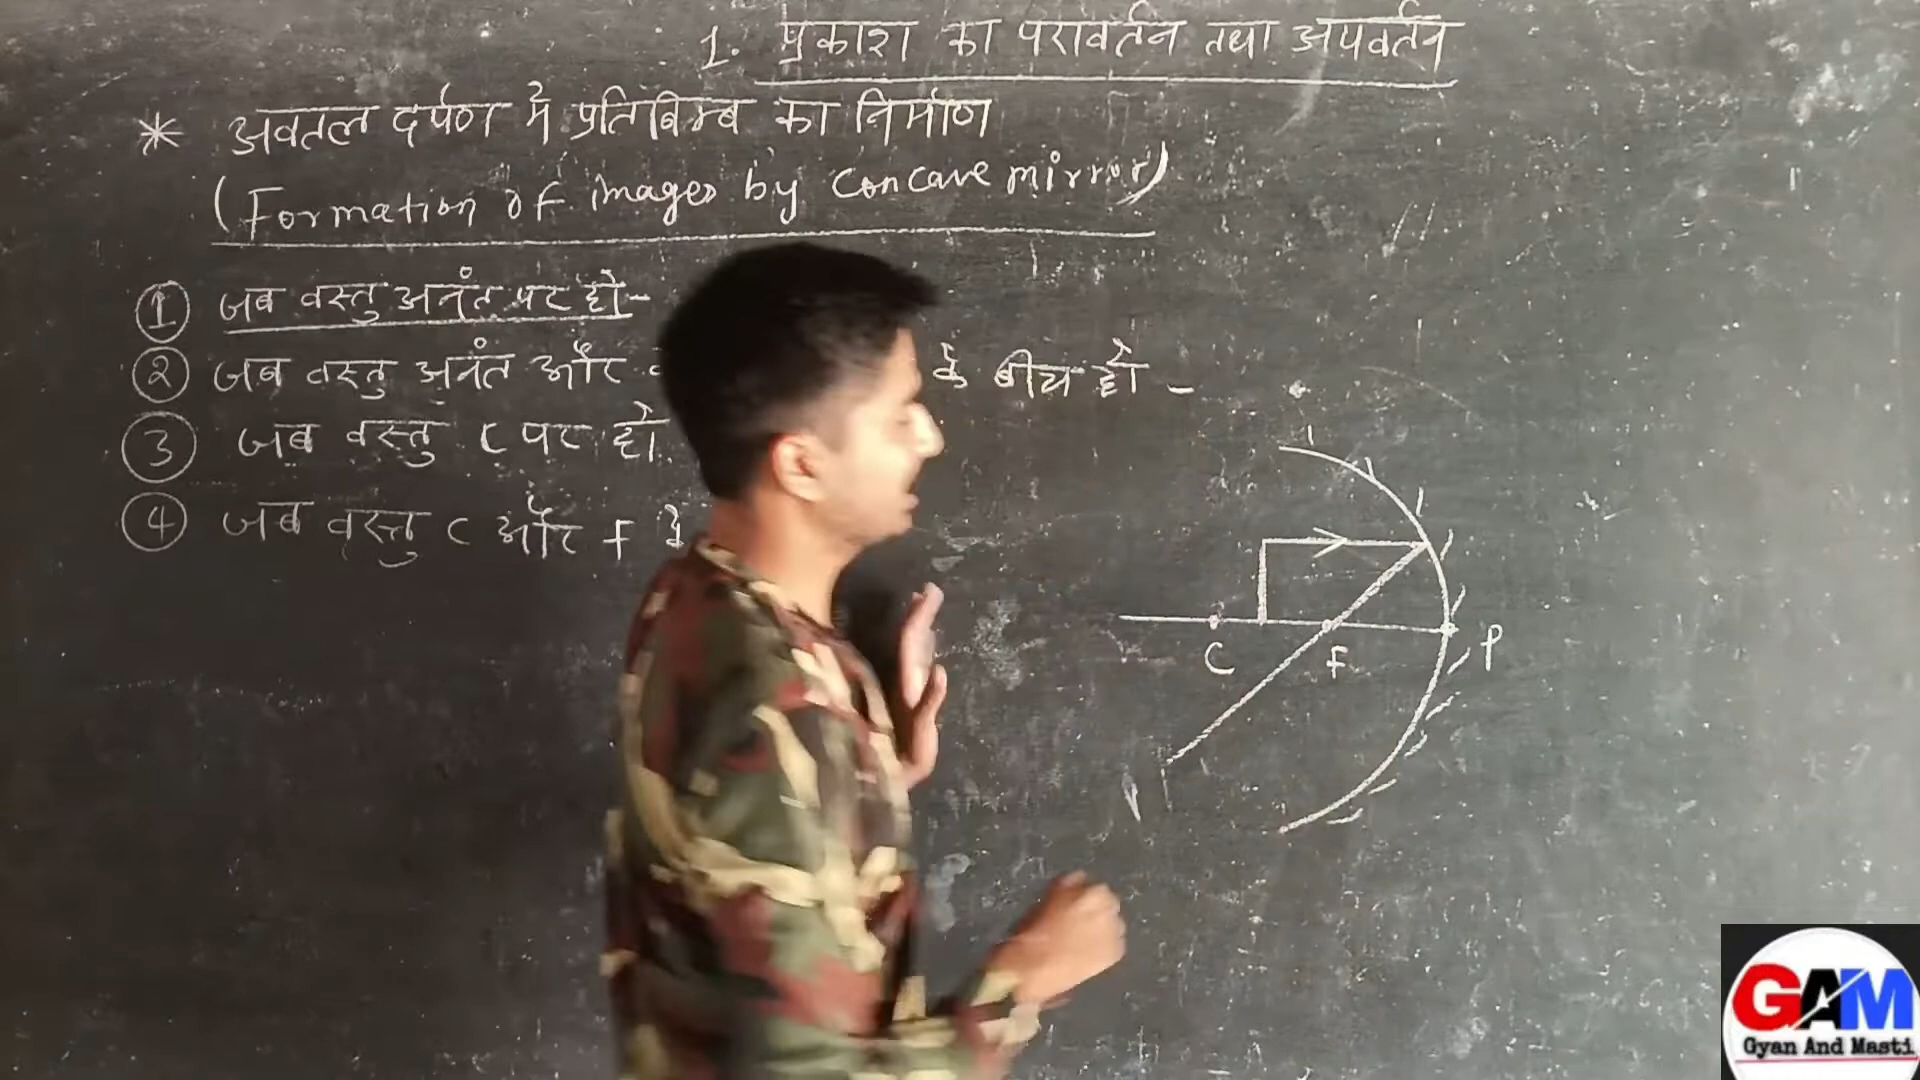 1. प्रकाश का परावर्तन तथा अपवर्तन
* अवतल दर्पण में प्रतिबिम्ब का निर्माण
(Formation of images by concave mirror)
① जब वस्तु अनंत पर हो-
② जब वस्तु अनंत और के बीच हो -
③ जब वस्तु C पर हो
④ जब वस्तु C और F
C F P
GAM
Gyan And Masti